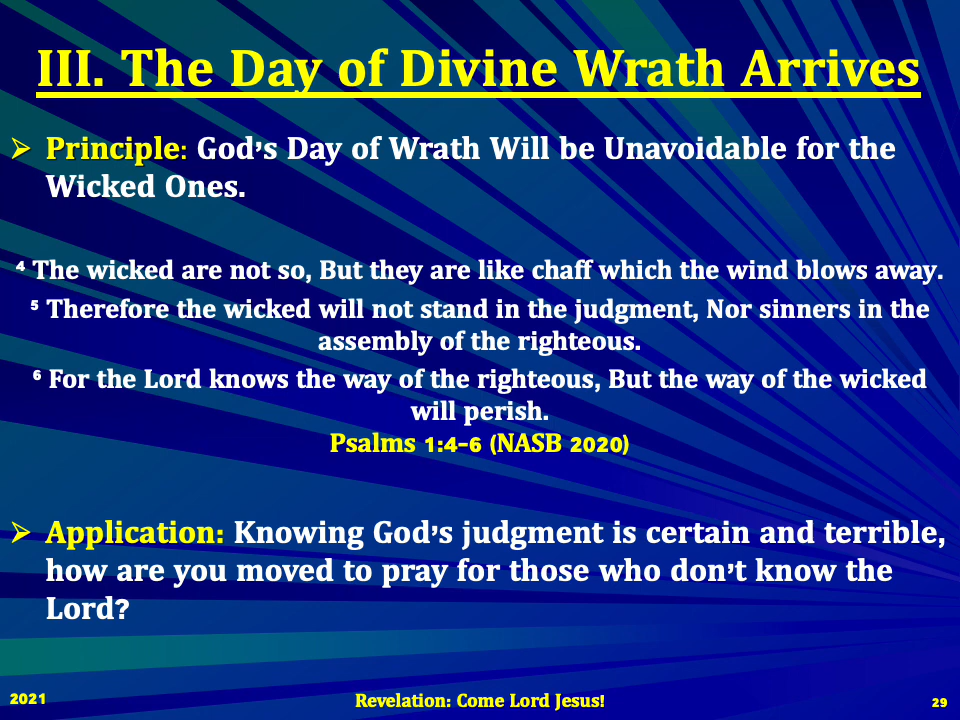 III. The Day of Divine Wrath Arrives
➢ Principle: God's Day of Wrath Will be Unavoidable for the
Wicked Ones.
⁴ The wicked are not so, But they are like chaff which the wind blows away.
⁵ Therefore the wicked will not stand in the judgment, Nor sinners in the
assembly of the righteous.
⁶ For the Lord knows the way of the righteous, But the way of the wicked
will perish.
Psalms 1:4-6 (NASB 2020)
➢ Application: Knowing God's judgment is certain and terrible,
how are you moved to pray for those who don't know the
Lord?
2021
Revelation: Come Lord Jesus!
29